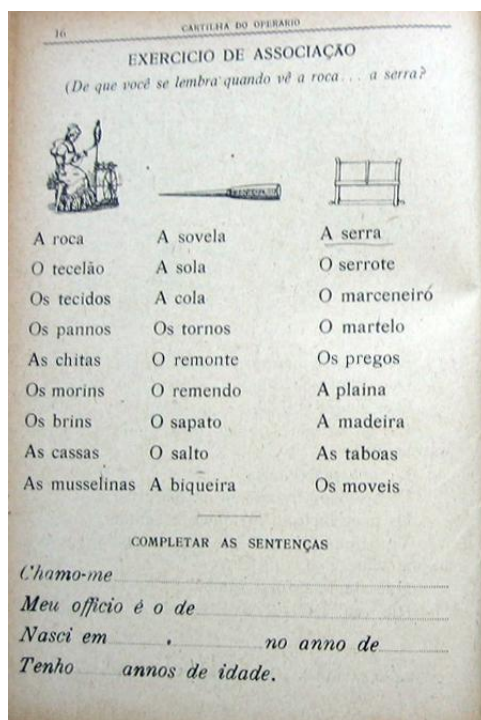 16 CARTILHA DO OPERARIO
EXERCICIO DE ASSOCIAÇÃO
(De que você se lembra quando vê a roca... a serra?
A roca
O tecelão
Os tecidos
Os pannos
As chitas
Os morins
Os brins
As cassas
As musselinas
A sovela
A sola
A cola
Os tornos
O remonte
O remendo
O sapato
O salto
A biqueira
A serra
O serrote
O marceneiro
O martelo
Os pregos
A plaina
A madeira
As taboas
Os moveis
COMPLETAR AS SENTENÇAS
Chamo-me
Meu officio é o de
Nasci em no anno de
Tenho annos de idade.